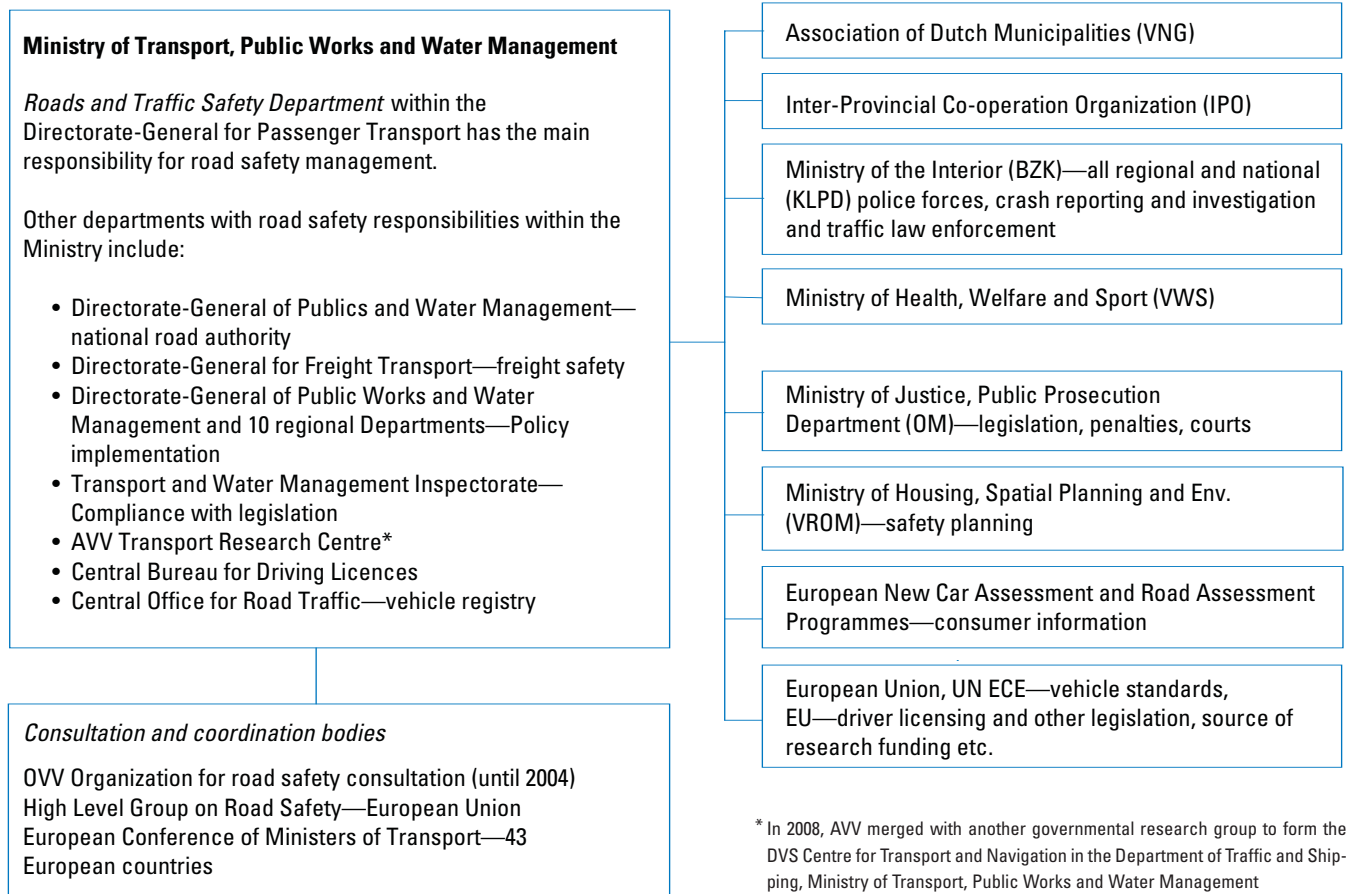 Ministry of Transport, Public Works and Water Management
Roads and Traffic Safety Department within the
Directorate-General for Passenger Transport has the main
responsibility for road safety management.
Other departments with road safety responsibilities within the
Ministry include:
• Directorate-General of Publics and Water Management—
national road authority
• Directorate-General for Freight Transport—freight safety
• Directorate-General of Public Works and Water
Management and 10 regional Departments—Policy
implementation
• Transport and Water Management Inspectorate—
Compliance with legislation
• AVV Transport Research Centre*
• Central Bureau for Driving Licences
• Central Office for Road Traffic—vehicle registry
Consultation and coordination bodies
OVV Organization for road safety consultation (until 2004)
High Level Group on Road Safety—European Union
European Conference of Ministers of Transport—43
European countries
Association of Dutch Municipalities (VNG)
Inter-Provincial Co-operation Organization (IPO)
Ministry of the Interior (BZK)—all regional and national
(KLPD) police forces, crash reporting and investigation
and traffic law enforcement
Ministry of Health, Welfare and Sport (VWS)
Ministry of Justice, Public Prosecution
Department (OM)—legislation, penalties, courts
Ministry of Housing, Spatial Planning and Env.
(VROM)—safety planning
European New Car Assessment and Road Assessment
Programmes—consumer information
European Union, UN ECE—vehicle standards,
EU—driver licensing and other legislation, source of
research funding etc.
* In 2008, AVV merged with another governmental research group to form the
DVS Centre for Transport and Navigation in the Department of Traffic and Ship-
ping, Ministry of Transport, Public Works and Water Management